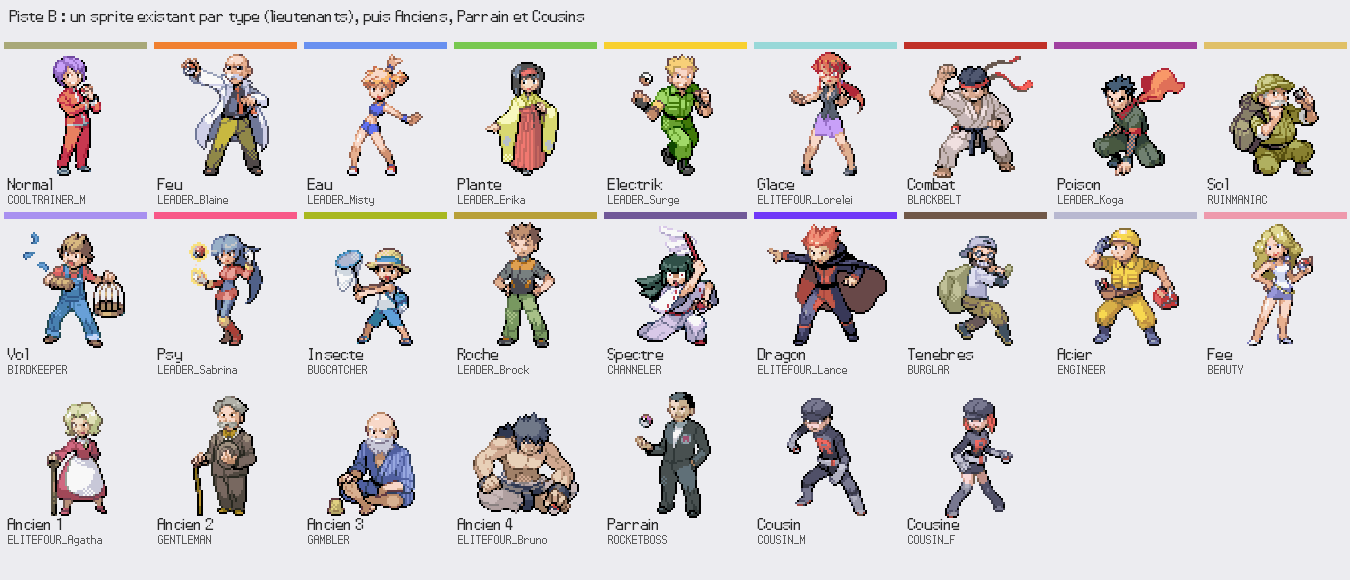 Piste B : un sprite existant par type (lieutenants), puis Anciens, Parrain et Cousins
Normal
COOLTRAINER_M
Feu
LEADER_Blaine
Eau
LEADER_Misty
Plante
LEADER_Erika
Electrik
LEADER_Surge
Glace
ELITEFOUR_Lorelei
Combat
BLACKBELT
Poison
LEADER_Koga
Sol
RUINMANIAC
Vol
BIRDKEEPER
Psy
LEADER_Sabrina
Insecte
BUGCATCHER
Roche
LEADER_Brock
Spectre
CHANNELER
Dragon
ELITEFOUR_Lance
Tenebres
BURGLAR
Acier
ENGINEER
Fee
BEAUTY
Ancien 1
ELITEFOUR_Agatha
Ancien 2
GENTLEMAN
Ancien 3
GAMBLER
Ancien 4
ELITEFOUR_Bruno
Parrain
ROCKETBOSS
Cousin
COUSIN_M
Cousine
COUSIN_F